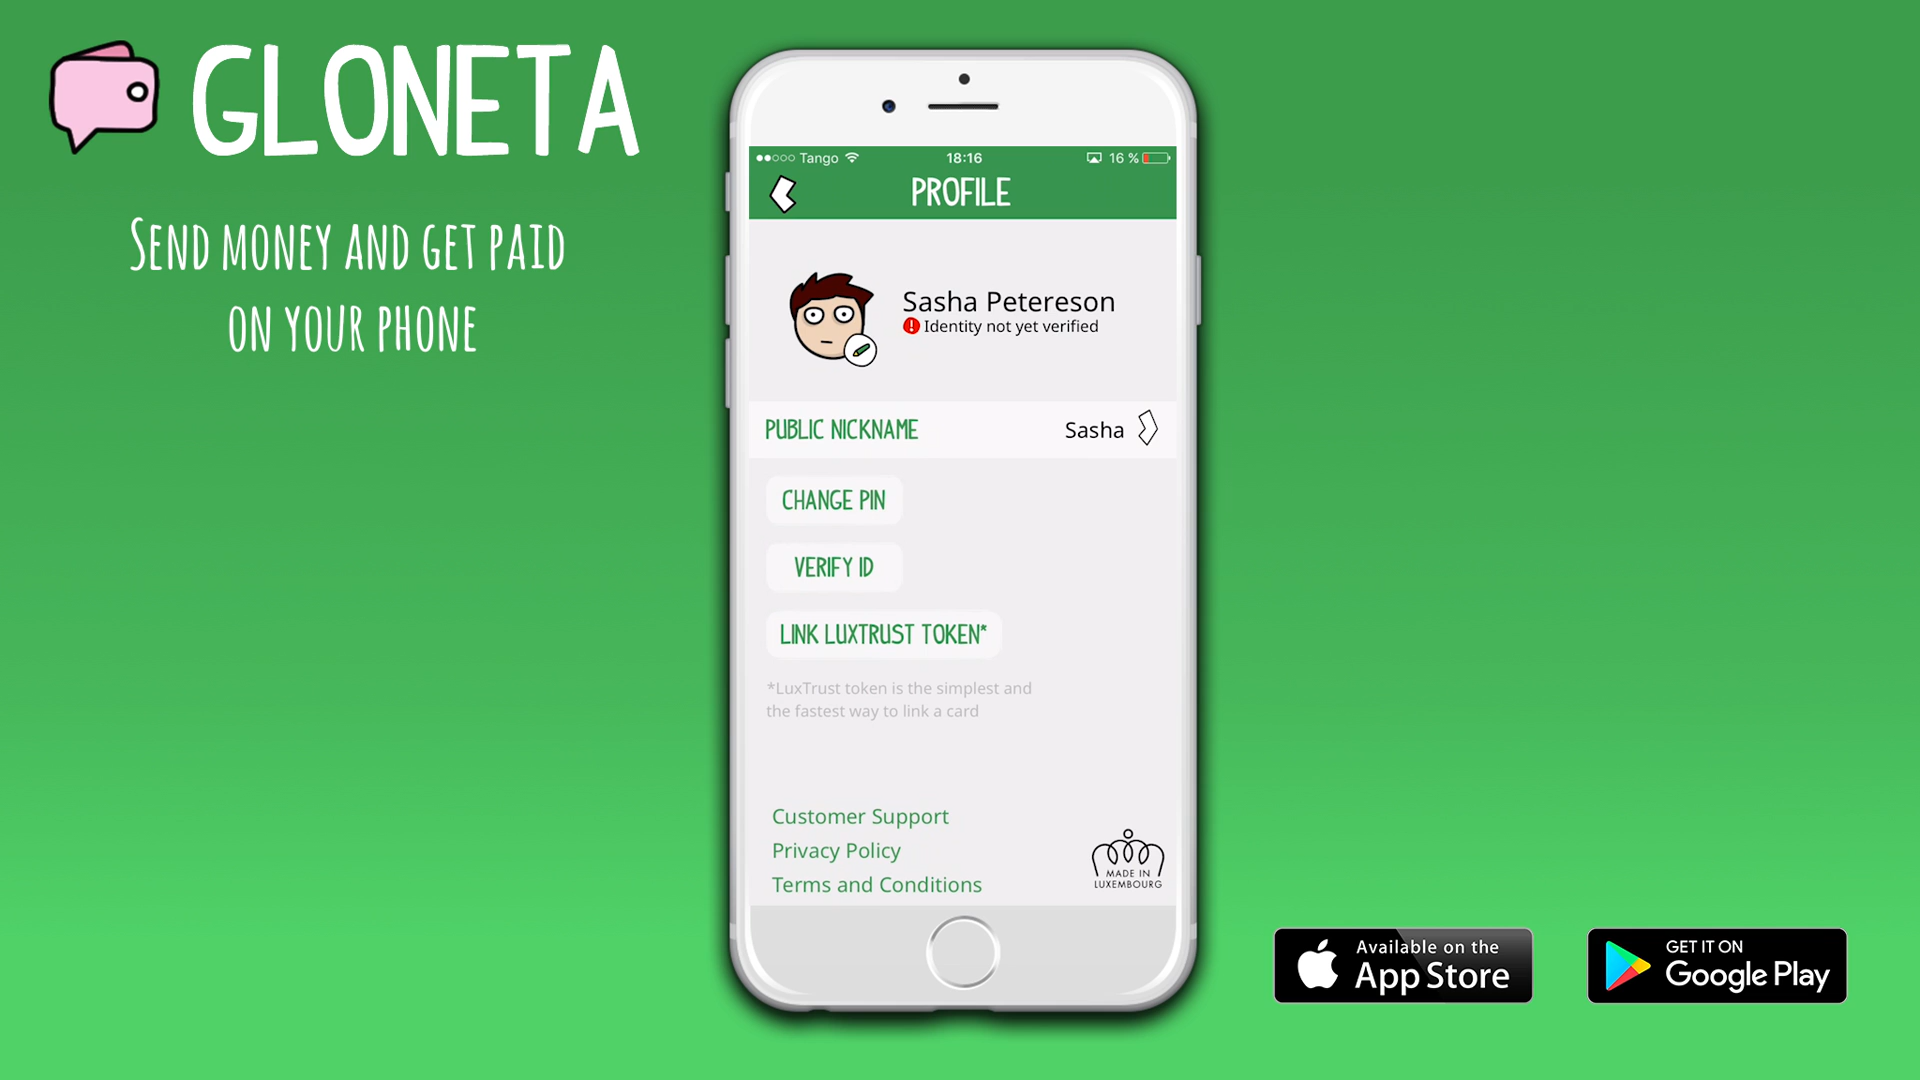 GLONETA
SEND MONEY AND GET PAID
ON YOUR PHONE
Tango
18:16
16 %
PROFILE
Sasha Petereson
Identity not yet verified
PUBLIC NICKNAME
Sasha
CHANGE PIN
VERIFY ID
LINK LUXTRUST TOKEN*
*LuxTrust token is the simplest and
the fastest way to link a card
Customer Support
Privacy Policy
Terms and Conditions
MADE IN
LUXEMBOURG
Available on the
App Store
GET IT ON
Google Play